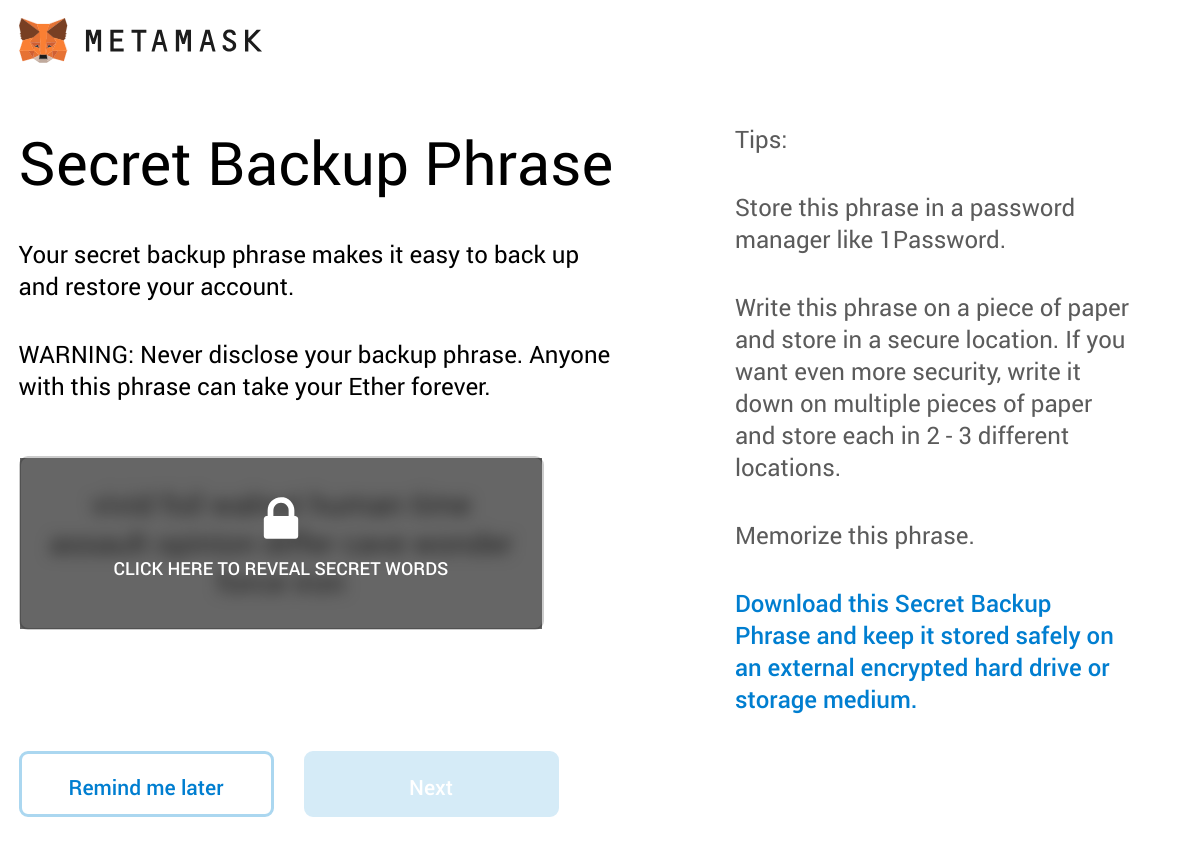 METAMASK
Secret Backup Phrase
Your secret backup phrase makes it easy to back up
and restore your account.
WARNING: Never disclose your backup phrase. Anyone
with this phrase can take your Ether forever.
CLICK HERE TO REVEAL SECRET WORDS
Remind me later
Next
Tips:
Store this phrase in a password
manager like 1Password.
Write this phrase on a piece of paper
and store in a secure location. If you
want even more security, write it
down on multiple pieces of paper
and store each in 2 - 3 different
locations.
Memorize this phrase.
Download this Secret Backup
Phrase and keep it stored safely on
an external encrypted hard drive or
storage medium.